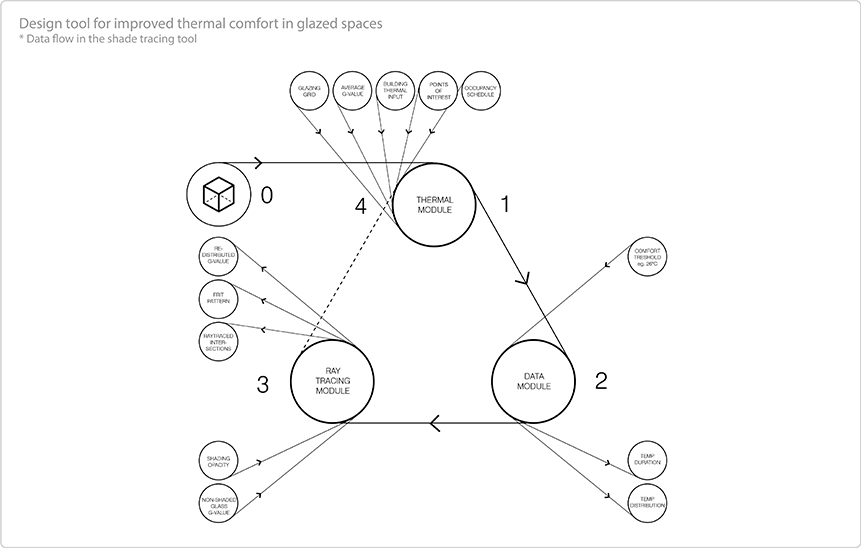 Design tool for improved thermal comfort in glazed spaces
* Data flow in the shade tracing tool
GLAZING
GRID
AVERAGE
G-VALUE
BUILDING
THERMAL
INPUT
POINTS
OF
INTEREST
OCCUPANCY
SCHEDULE
0
4
THERMAL
MODULE
1
RE-
DISTRIBUTED
G-VALUE
FRIT
PATTERN
RAYTRACED
INTER-
SECTIONS
COMFORT
TRESHOLD
eg. 26°C
3
RAY
TRACING
MODULE
DATA
MODULE
2
SHADING
OPACITY
NON-SHADED
GLASS
G-VALUE
TEMP
DURATION
TEMP
DISTRIBUTION